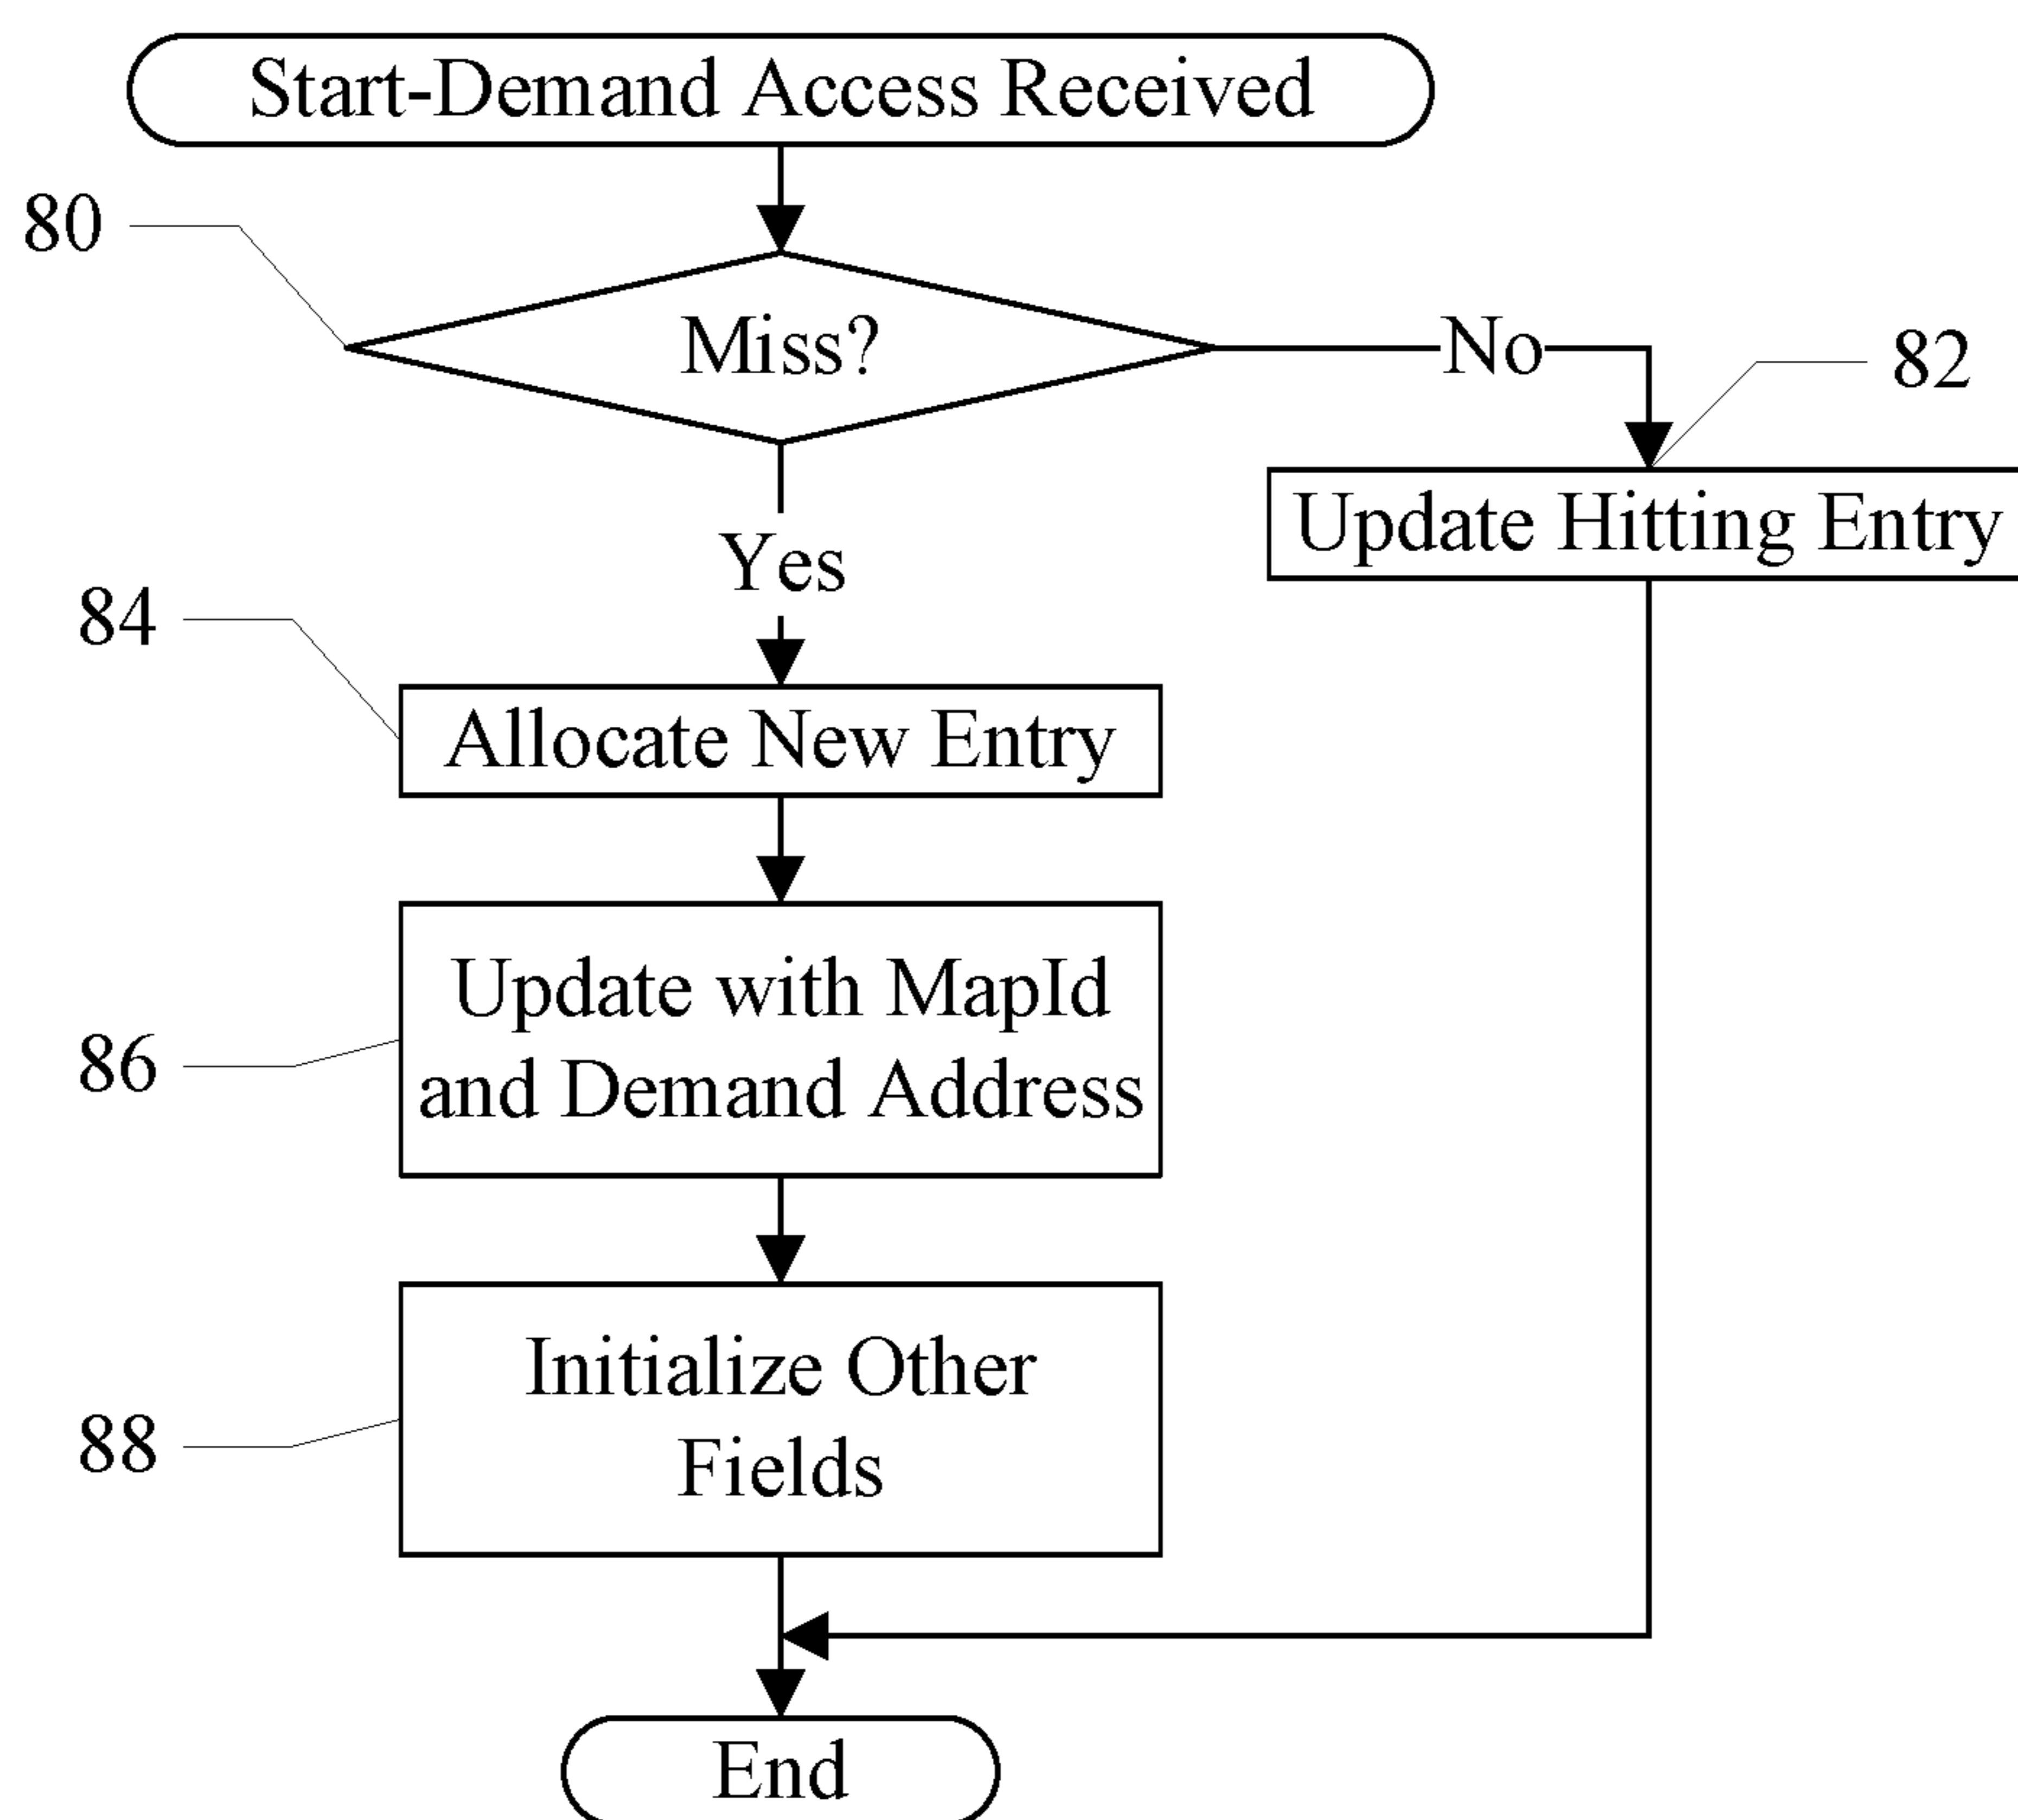 Start-Demand Access Received
80
Miss?
No
82
Update Hitting Entry
Yes
84
Allocate New Entry
86
Update with MapId
and Demand Address
88
Initialize Other
Fields
End